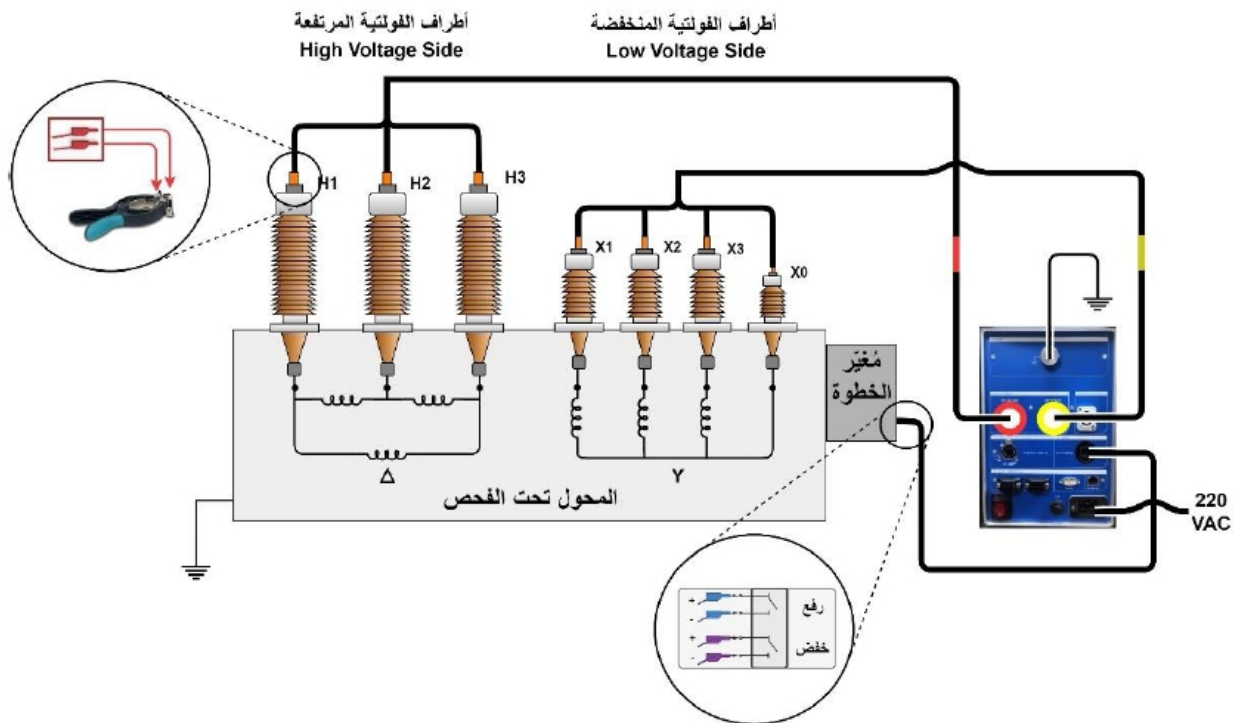 أطراف الفولتية المرتفعة
High Voltage Side
أطراف الفولتية المنخفضة
Low Voltage Side
H1
H2
H3
X1
X2
X3
X0
مُغيّر
الخطوة
Δ
Y
المحول تحت الفحص
220
VAC
+
-
رفع
+
-
خفض